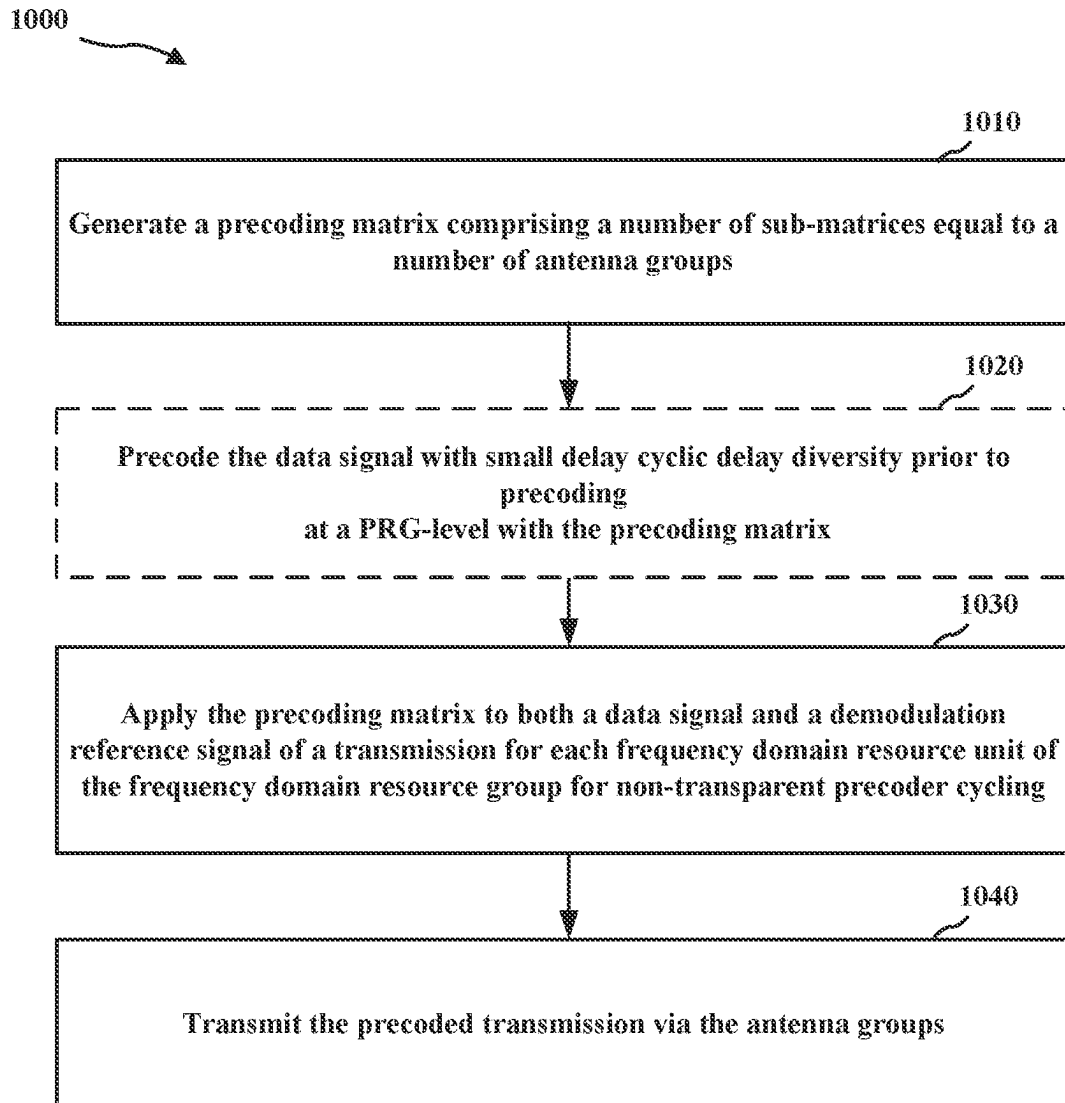 1000
1010
Generate a precoding matrix comprising a number of sub-matrices equal to a
number of antenna groups
1020
Precode the data signal with small delay cyclic delay diversity prior to
precoding
at a PRG-level with the precoding matrix
1030
Apply the precoding matrix to both a data signal and a demodulation
reference signal of a transmission for each frequency domain resource unit of
the frequency domain resource group for non-transparent precoder cycling
1040
Transmit the precoded transmission via the antenna groups